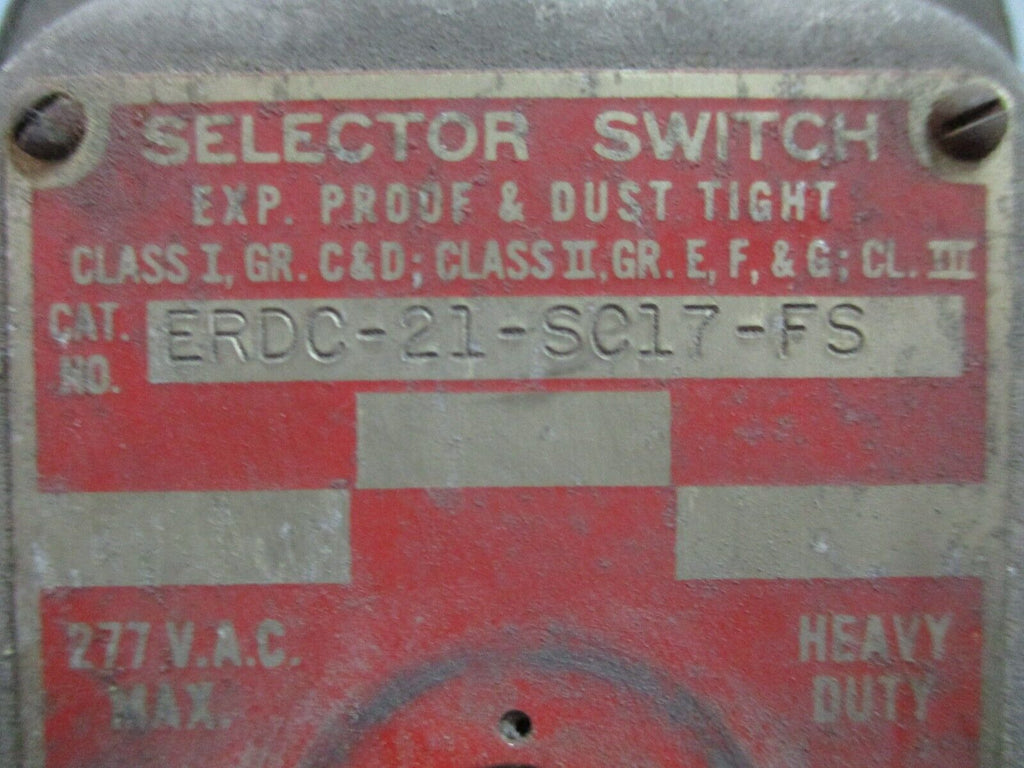 SELECTOR SWITCH
EXP. PROOF & DUST TIGHT
CLASS I, GR. C&D; CLASS II, GR. E, F, & G; CL. III
CAT. NO. ERDC-21-SC17-FS
277 V.A.C. MAX.
HEAVY DUTY